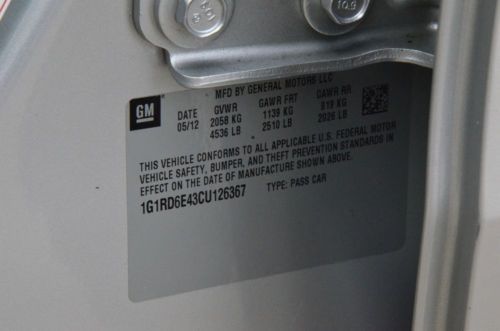 10.9
MFD BY GENERAL MOTORS LLC
GM
DATE GVWR GAWR FRT GAWR RR
05/12 2058 KG 1139 KG 919 KG
4536 LB 2510 LB 2026 LB
THIS VEHICLE CONFORMS TO ALL APPLICABLE U.S. FEDERAL MOTOR
VEHICLE SAFETY, BUMPER, AND THEFT PREVENTION STANDARDS IN
EFFECT ON THE DATE OF MANUFACTURE SHOWN ABOVE.
1G1RD6E43CU126367 TYPE: PASS CAR